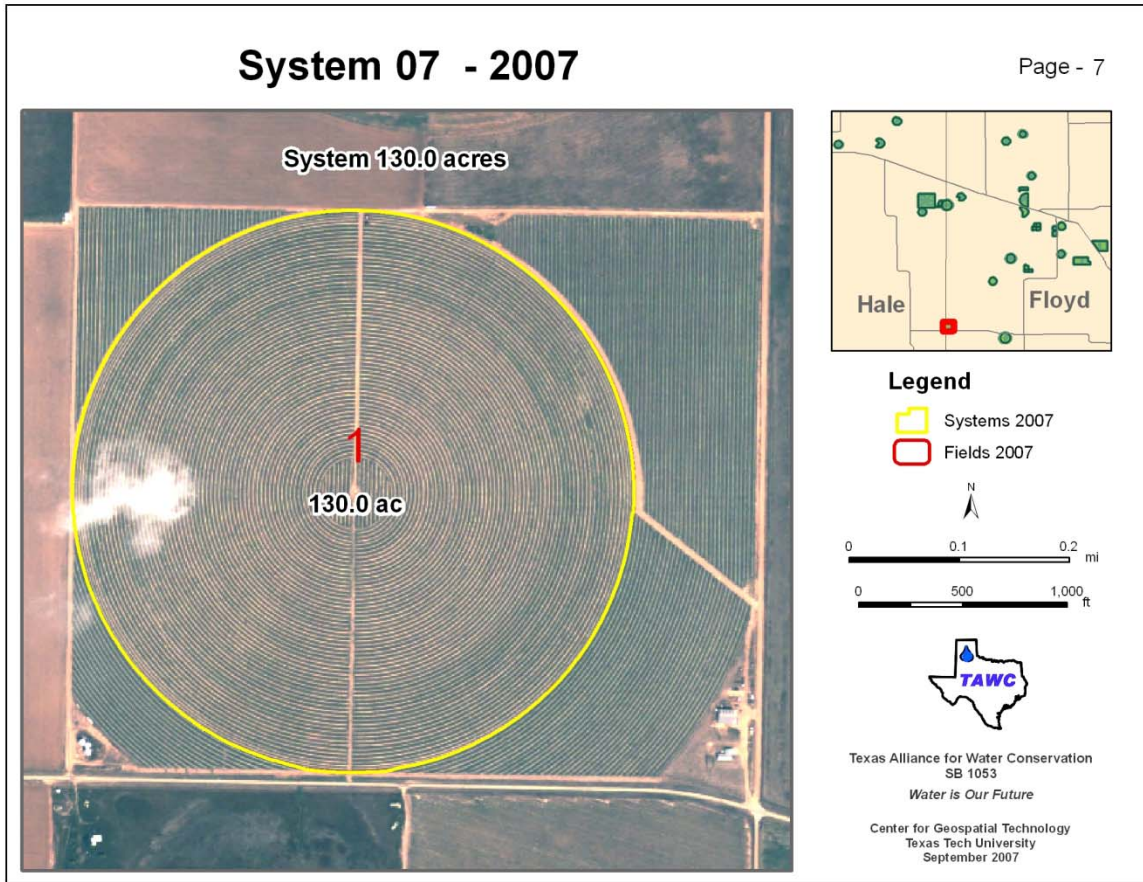 System 07 - 2007
Page - 7
System 130.0 acres
1
130.0 ac
Hale
Floyd
Legend
Systems 2007
Fields 2007
N
0 0.1 0.2
mi
0 500 1,000
ft
TAWC
Texas Alliance for Water Conservation
SB 1053
Water is Our Future
Center for Geospatial Technology
Texas Tech University
September 2007